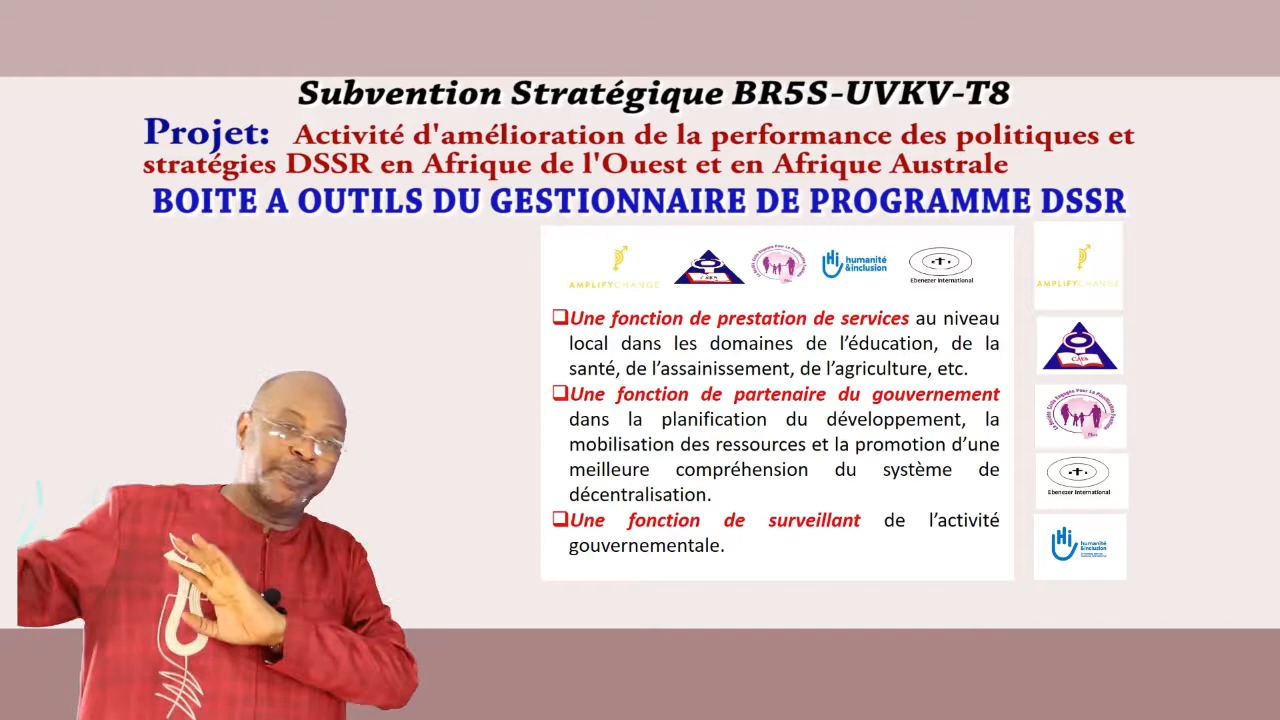 Subvention Stratégique BR5S-UVKV-T8
Projet: Activité d'amélioration de la performance des politiques et
stratégies DSSR en Afrique de l'Ouest et en Afrique Australe
BOITE A OUTILS DU GESTIONNAIRE DE PROGRAMME DSSR
AMPLIFYCHANGE
Hi humanité
&inclusion
Ebenezer International
❑Une fonction de prestation de services au niveau
local dans les domaines de l’éducation, de la
santé, de l’assainissement, de l’agriculture, etc.
❑Une fonction de partenaire du gouvernement
dans la planification du développement, la
mobilisation des ressources et la promotion d’une
meilleure compréhension du système de
décentralisation.
❑Une fonction de surveillant de l’activité
gouvernementale.
AMPLIFYCHANGE
Ebenezer International
Hi humanité
&inclusion